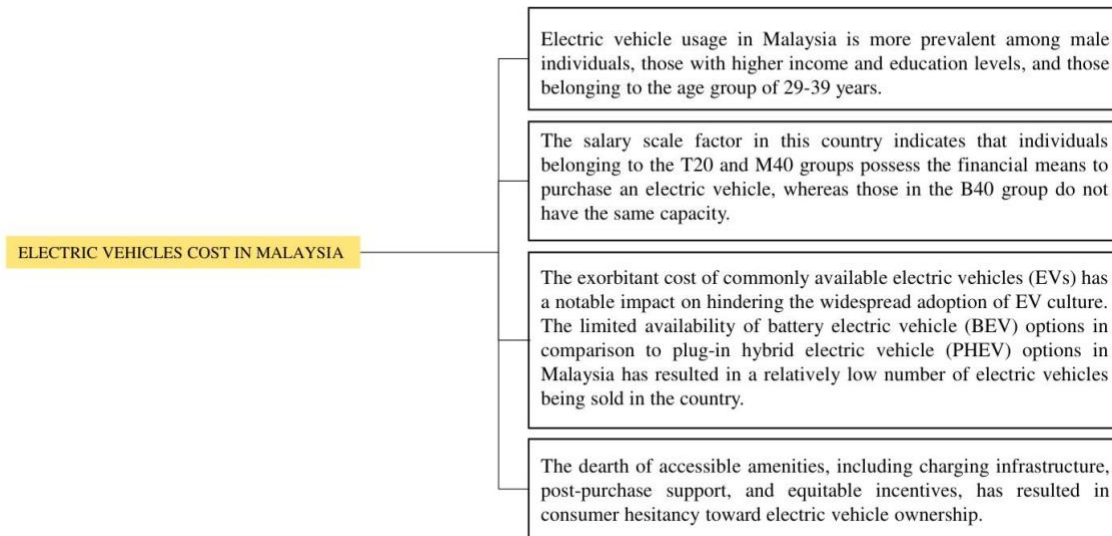 Electric vehicle usage in Malaysia is more prevalent among male
individuals, those with higher income and education levels, and those
belonging to the age group of 29-39 years.
The salary scale factor in this country indicates that individuals
belonging to the T20 and M40 groups possess the financial means to
purchase an electric vehicle, whereas those in the B40 group do not
have the same capacity.
ELECTRIC VEHICLES COST IN MALAYSIA
The exorbitant cost of commonly available electric vehicles (EVs) has
a notable impact on hindering the widespread adoption of EV culture.
The limited availability of battery electric vehicle (BEV) options in
comparison to plug-in hybrid electric vehicle (PHEV) options in
Malaysia has resulted in a relatively low number of electric vehicles
being sold in the country.
The dearth of accessible amenities, including charging infrastructure,
post-purchase support, and equitable incentives, has resulted in
consumer hesitancy toward electric vehicle ownership.